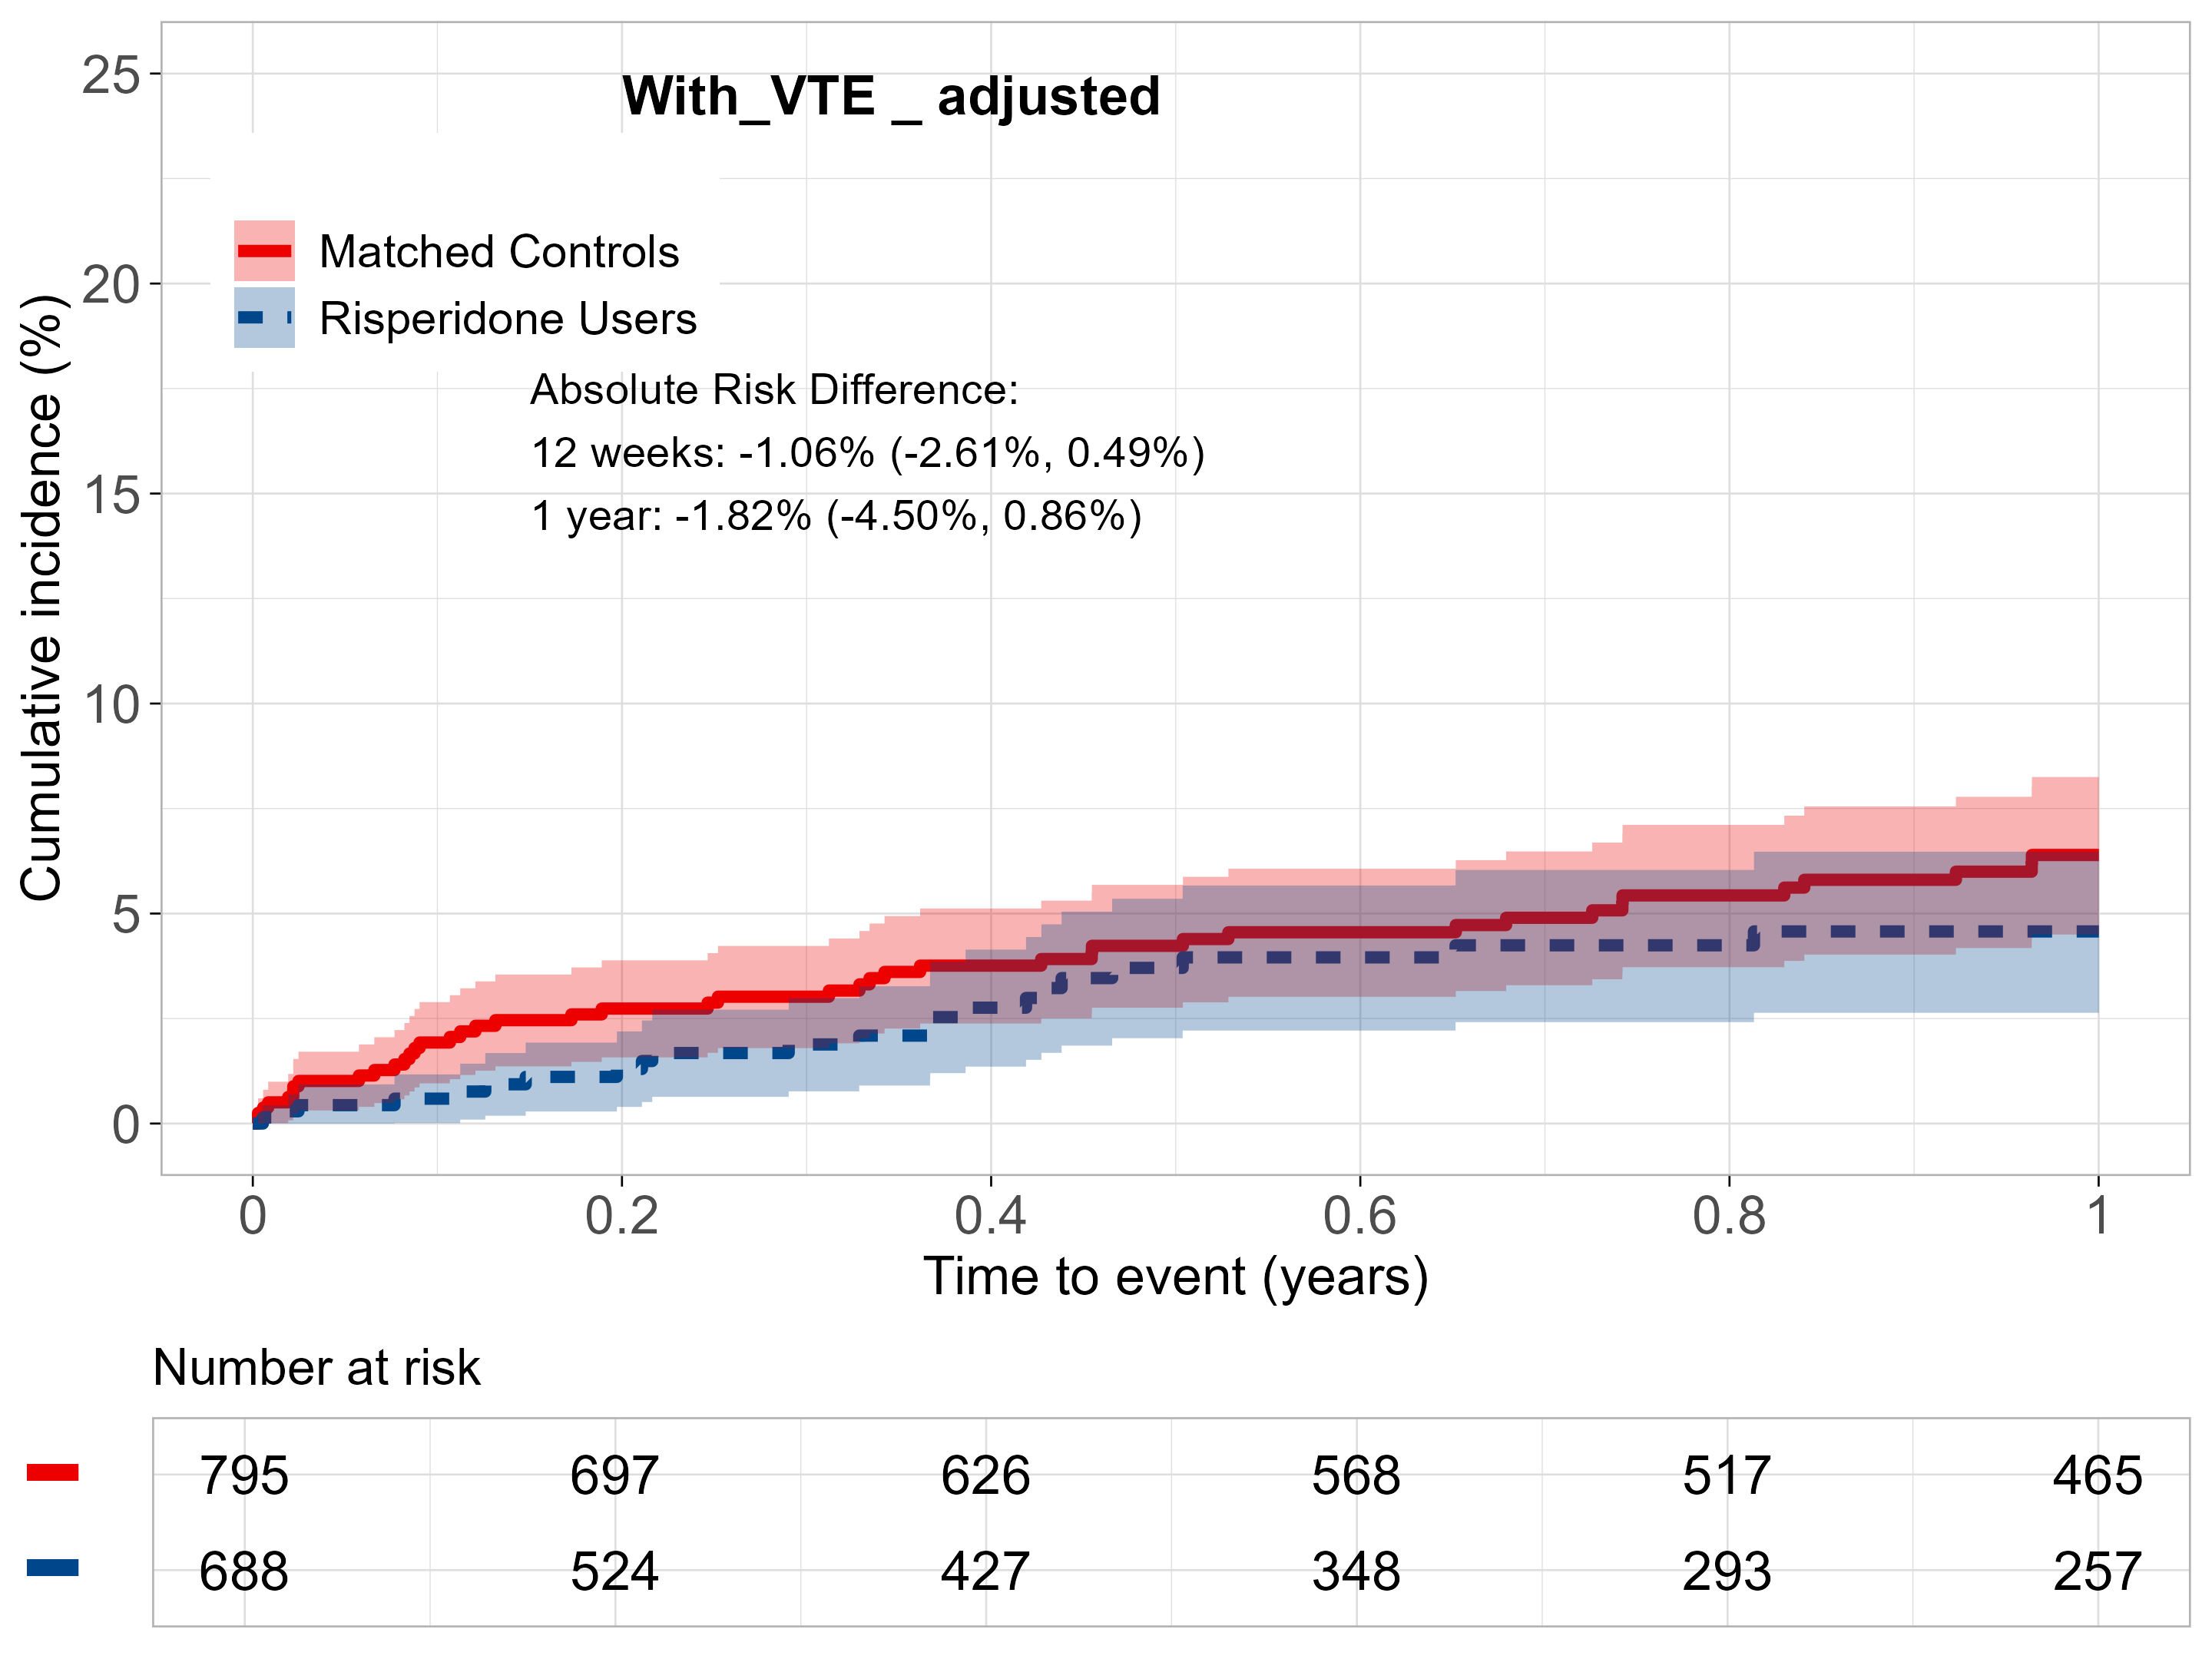 With_VTE _ adjusted
Matched Controls
Risperidone Users
Absolute Risk Difference:
12 weeks: -1.06% (-2.61%, 0.49%)
1 year: -1.82% (-4.50%, 0.86%)
Cumulative incidence (%)
25
20
15
10
5
0
0 0.2 0.4 0.6 0.8 1
Time to event (years)
Number at risk
795 697 626 568 517 465
688 524 427 348 293 257